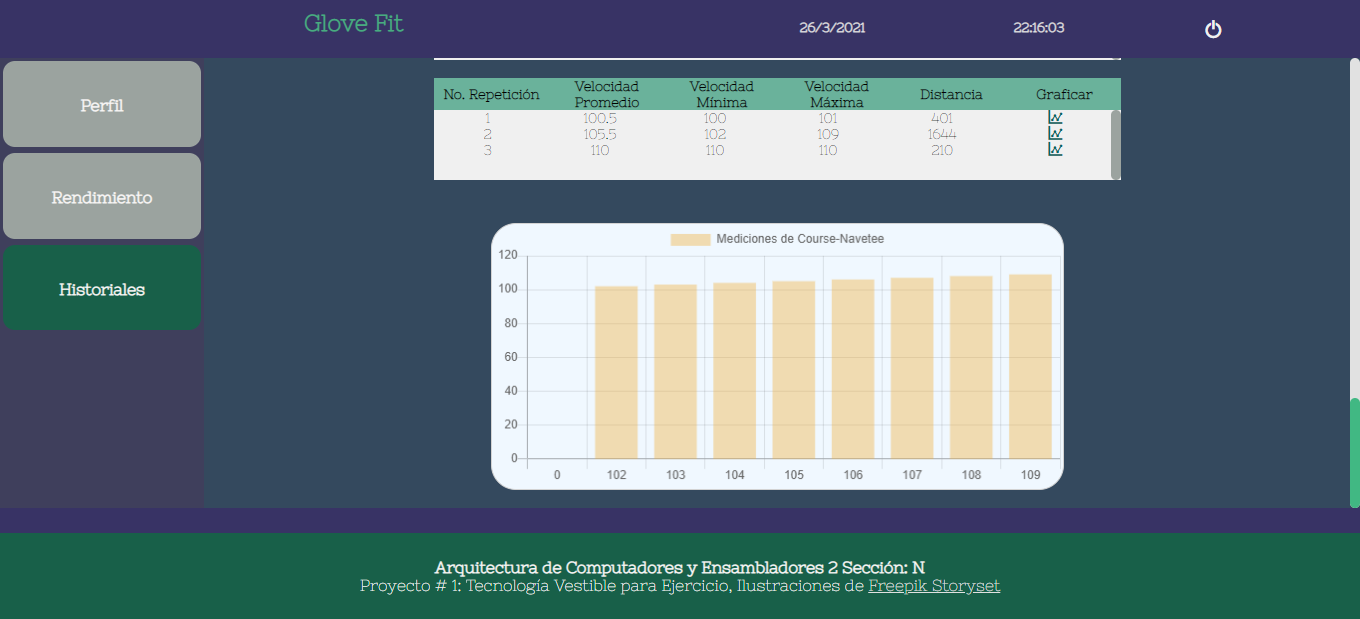 Glove Fit
26/3/2021
22:16:03
Perfil
Rendimiento
Historiales
No. Repetición Velocidad Promedio Velocidad Mínima Velocidad Máxima Distancia Graficar
1 100.5 100 101 401
2 105.5 102 109 1644
3 110 110 110 210
Mediciones de Course-Navetee
120
100
80
60
40
20
0
0 102 103 104 105 106 107 108 109
Arquitectura de Computadores y Ensambladores 2 Sección: N
Proyecto # 1: Tecnología Vestible para Ejercicio, Ilustraciones de Freepik Storyset